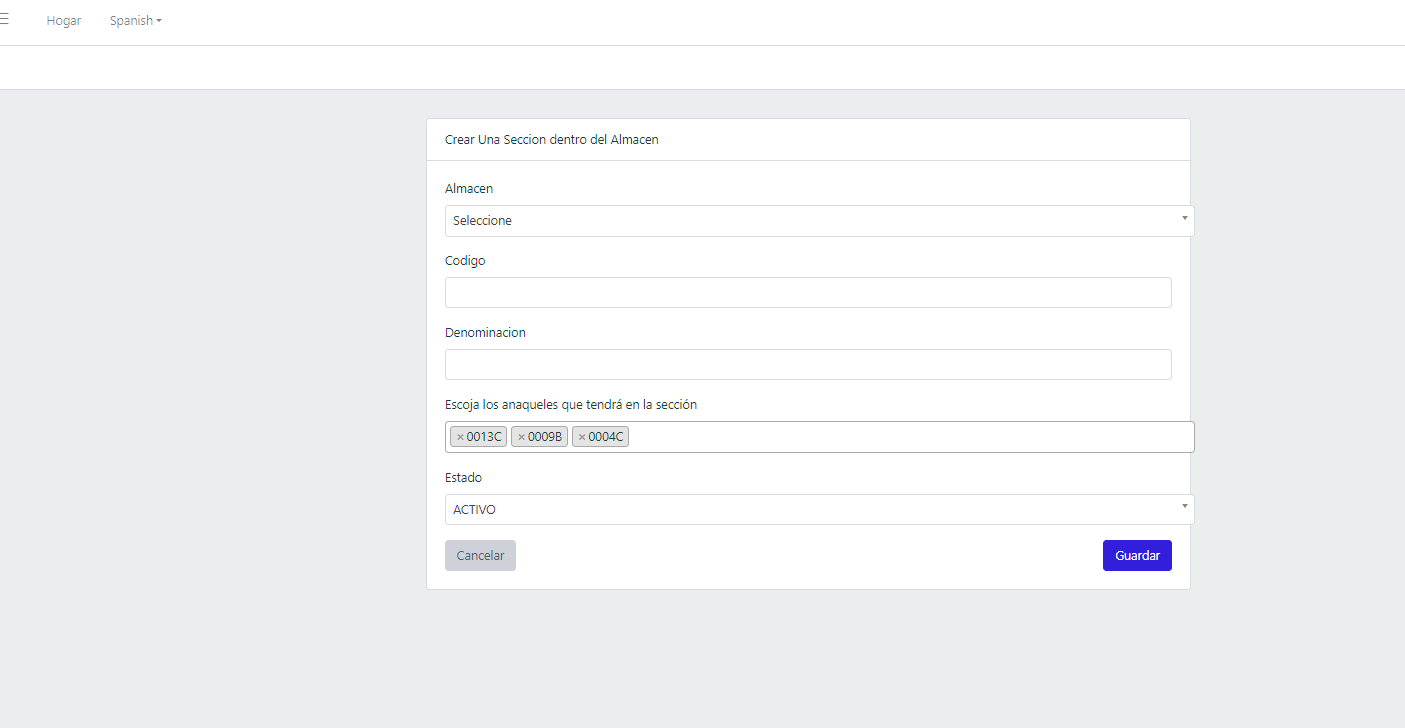 Hogar Spanish
Crear Una Seccion dentro del Almacen
Almacen
Seleccione
Codigo
Denominacion
Escoja los anaqueles que tendrá en la sección
×0013C ×0009B ×0004C
Estado
ACTIVO
Cancelar Guardar